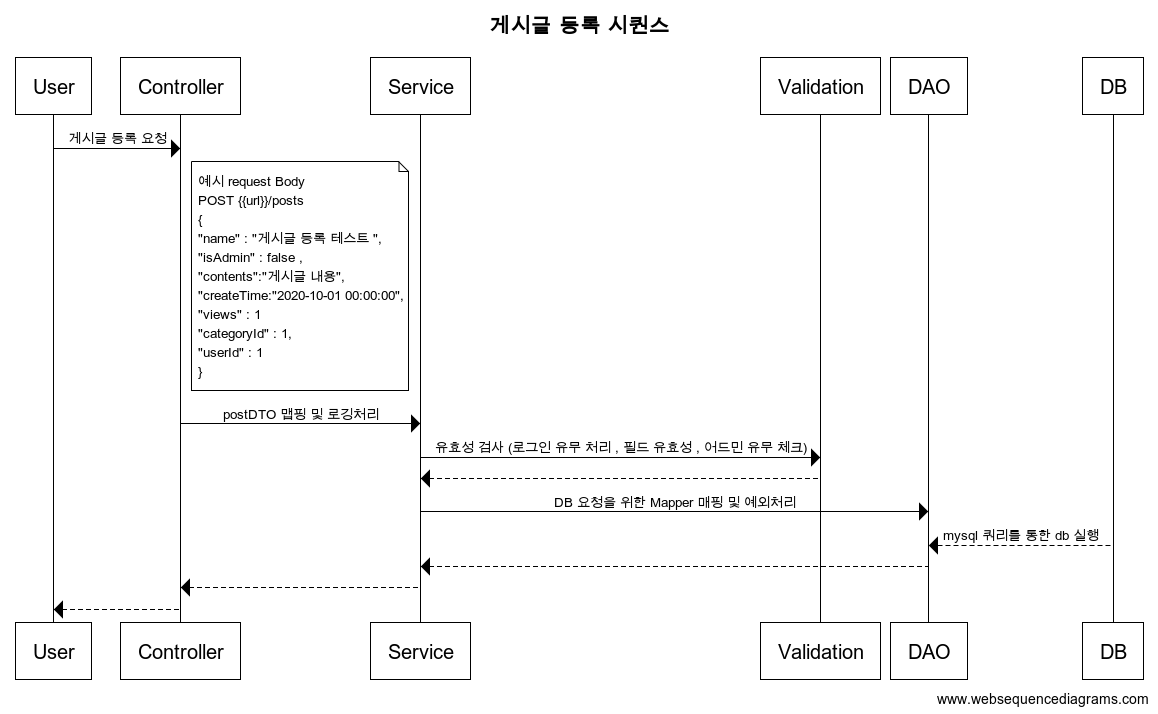 게시글 등록 시퀀스
User
Controller
Service
Validation
DAO
DB
게시글 등록 요청
예시 request Body
POST {{url}}/posts
{
"name" : "게시글 등록 테스트 ",
"isAdmin" : false ,
"contents":"게시글 내용",
"createTime:"2020-10-01 00:00:00",
"views" : 1
"categoryId" : 1,
"userId" : 1
}
postDTO 맵핑 및 로깅처리
유효성 검사 (로그인 유무 처리 , 필드 유효성 , 어드민 유무 체크)
DB 요청을 위한 Mapper 매핑 및 예외처리
mysql 쿼리를 통한 db 실행
User
Controller
Service
Validation
DAO
DB
www.websequencediagrams.com